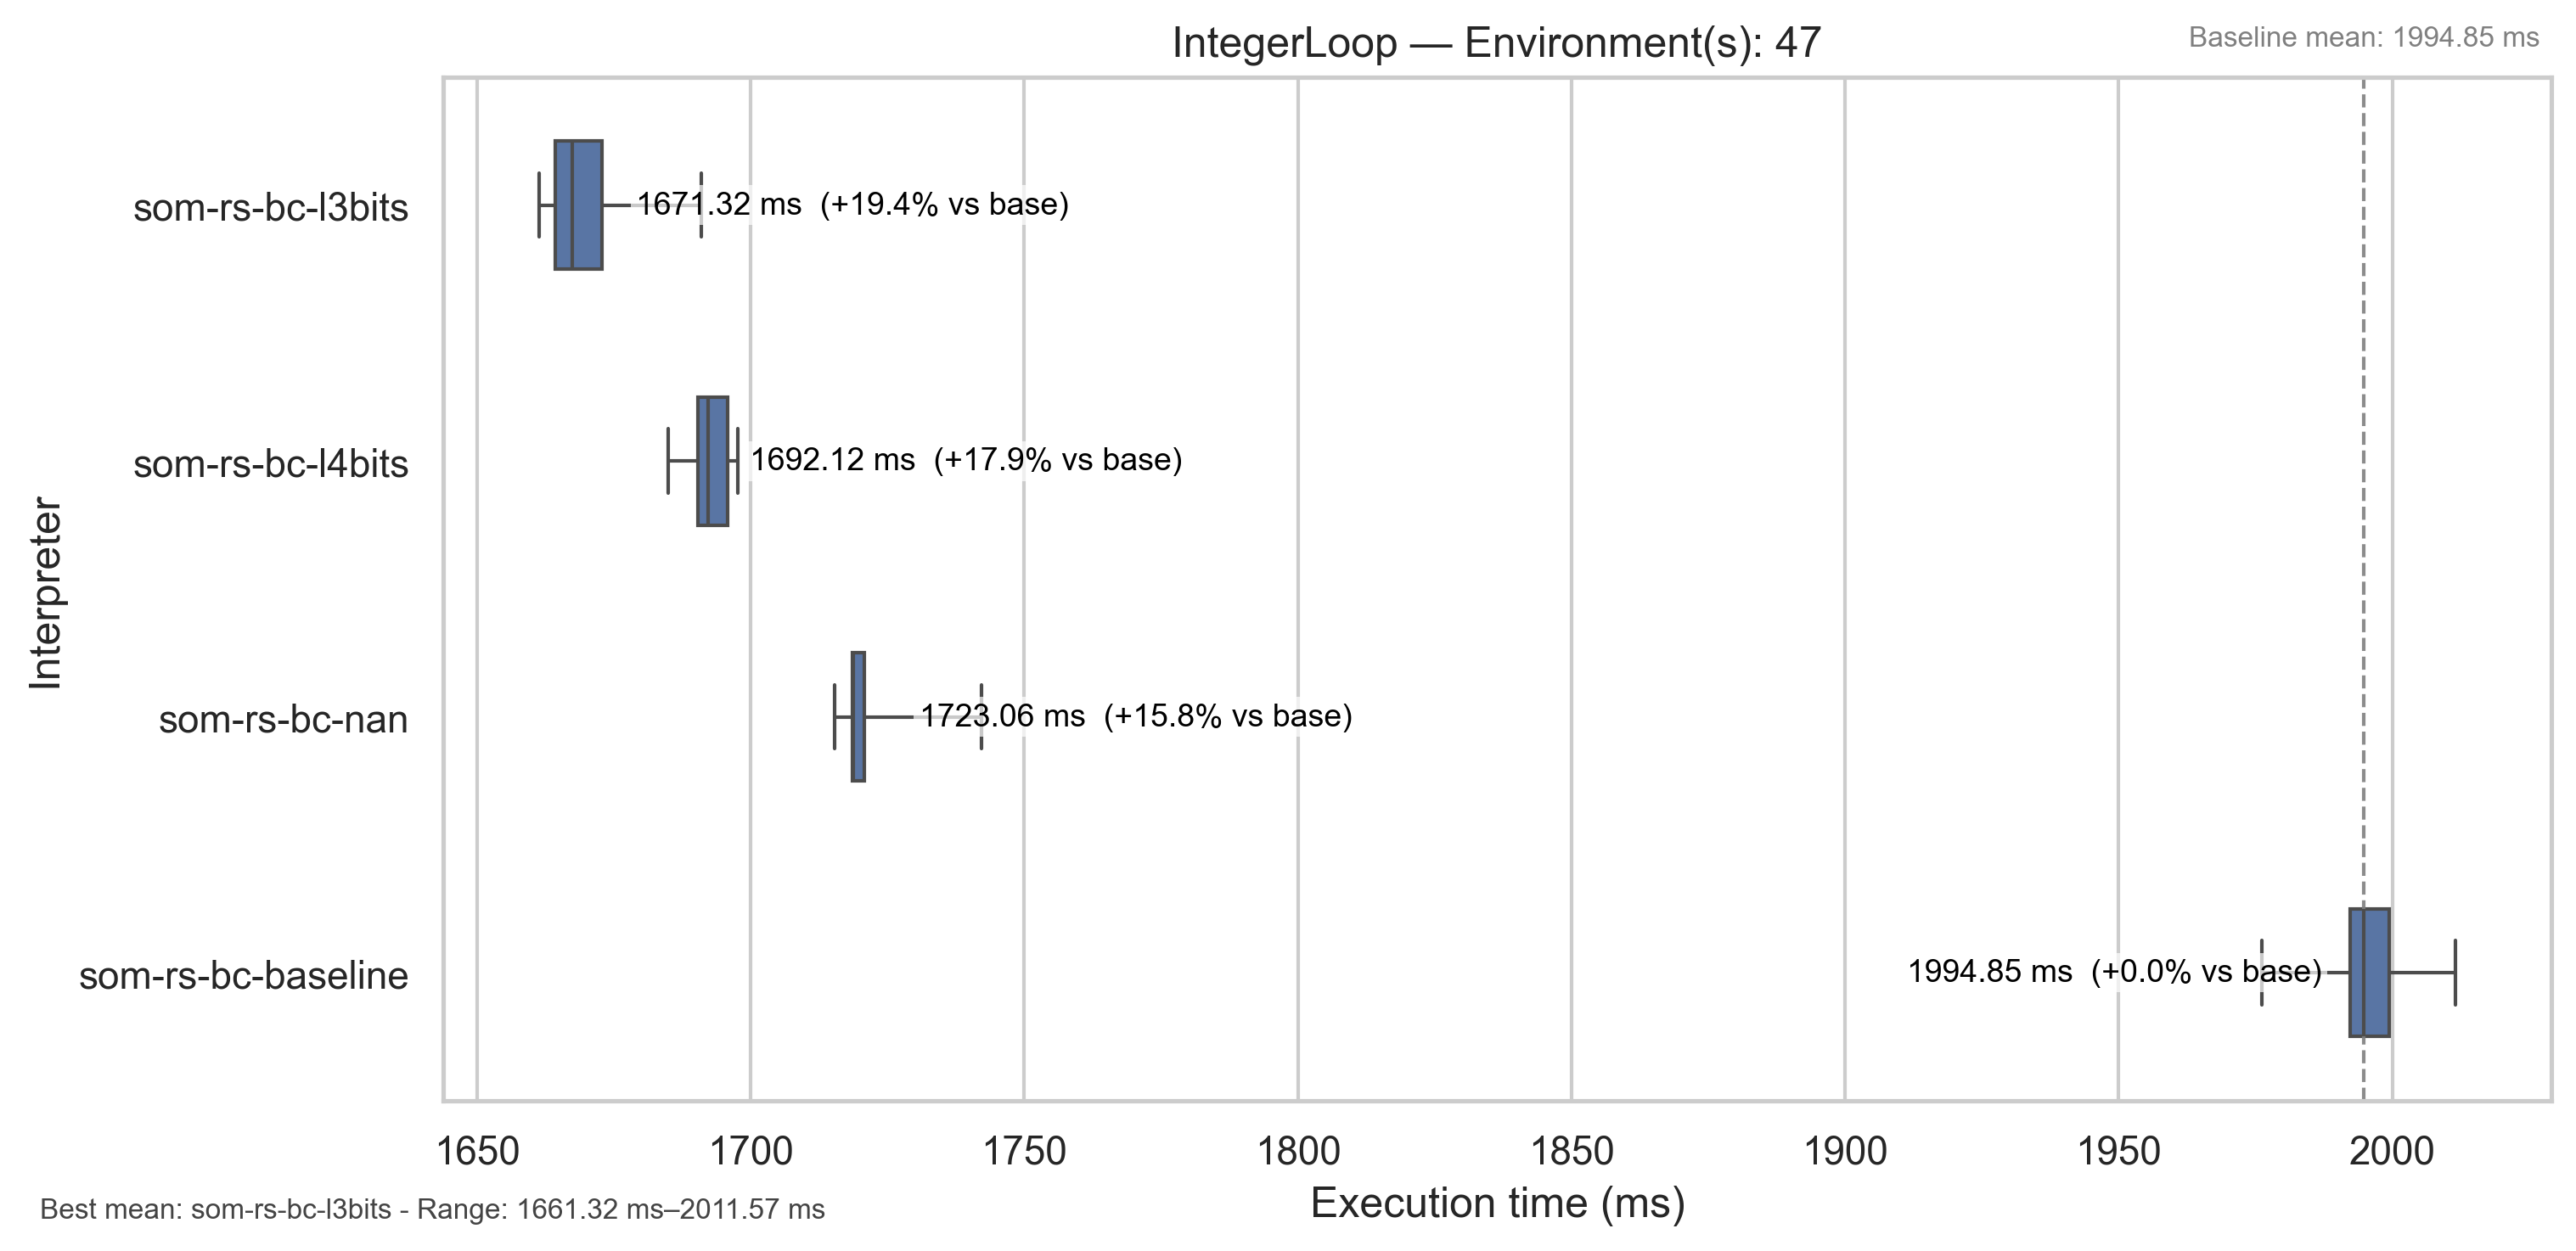 IntegerLoop — Environment(s): 47
Baseline mean: 1994.85 ms
Interpreter
som-rs-bc-l3bits
1671.32 ms (+19.4% vs base)
som-rs-bc-l4bits
1692.12 ms (+17.9% vs base)
som-rs-bc-nan
1723.06 ms (+15.8% vs base)
som-rs-bc-baseline
1994.85 ms (+0.0% vs base)
1650 1700 1750 1800 1850 1900 1950 2000
Execution time (ms)
Best mean: som-rs-bc-l3bits - Range: 1661.32 ms–2011.57 ms